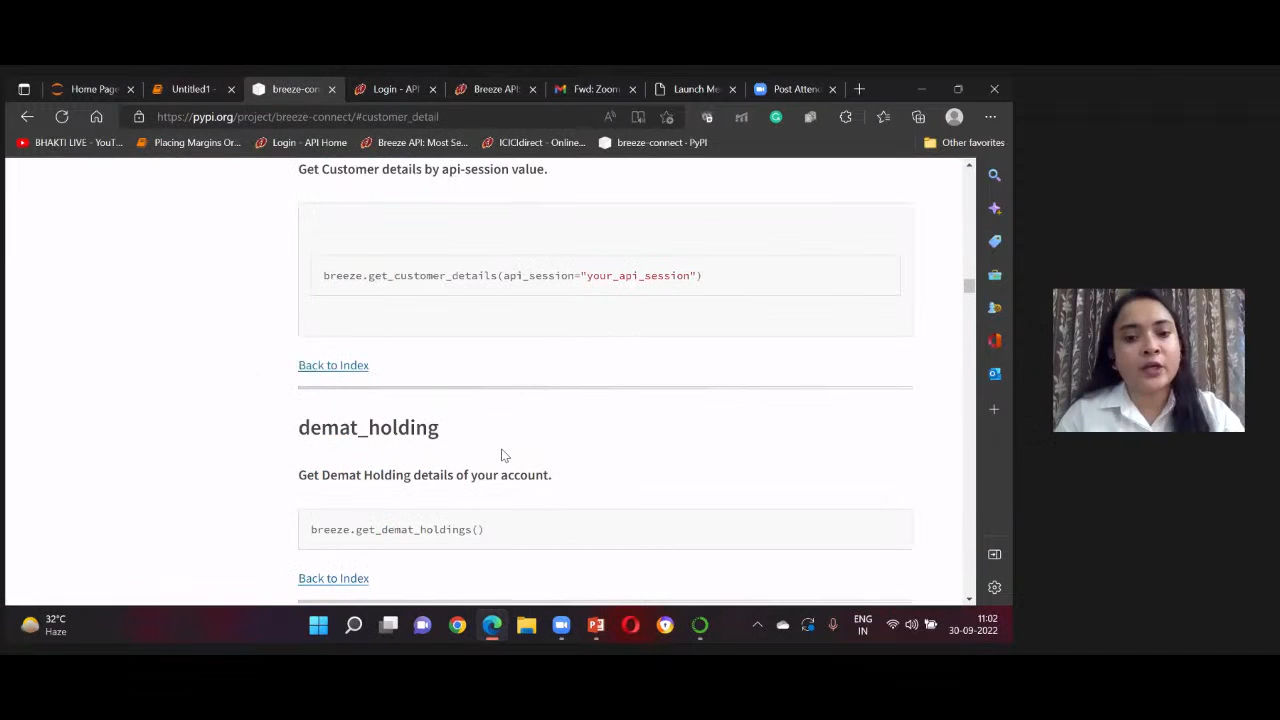 Home Page
Untitled1 -
breeze-con
Login - API
Breeze API:
Fwd: Zoom
Launch Me
Post Attend
https://pypi.org/project/breeze-connect/#customer_detail
BHAKTI LIVE - YouT...
Placing Margins Or...
Login - API Home
Breeze API: Most Se...
ICICIdirect - Online...
breeze-connect · PyPI
Other favorites
Get Customer details by api-session value.
breeze.get_customer_details(api_session="your_api_session")
Back to Index
demat_holding
Get Demat Holding details of your account.
breeze.get_demat_holdings()
Back to Index
32°C
Haze
ENG
IN
11:02
30-09-2022